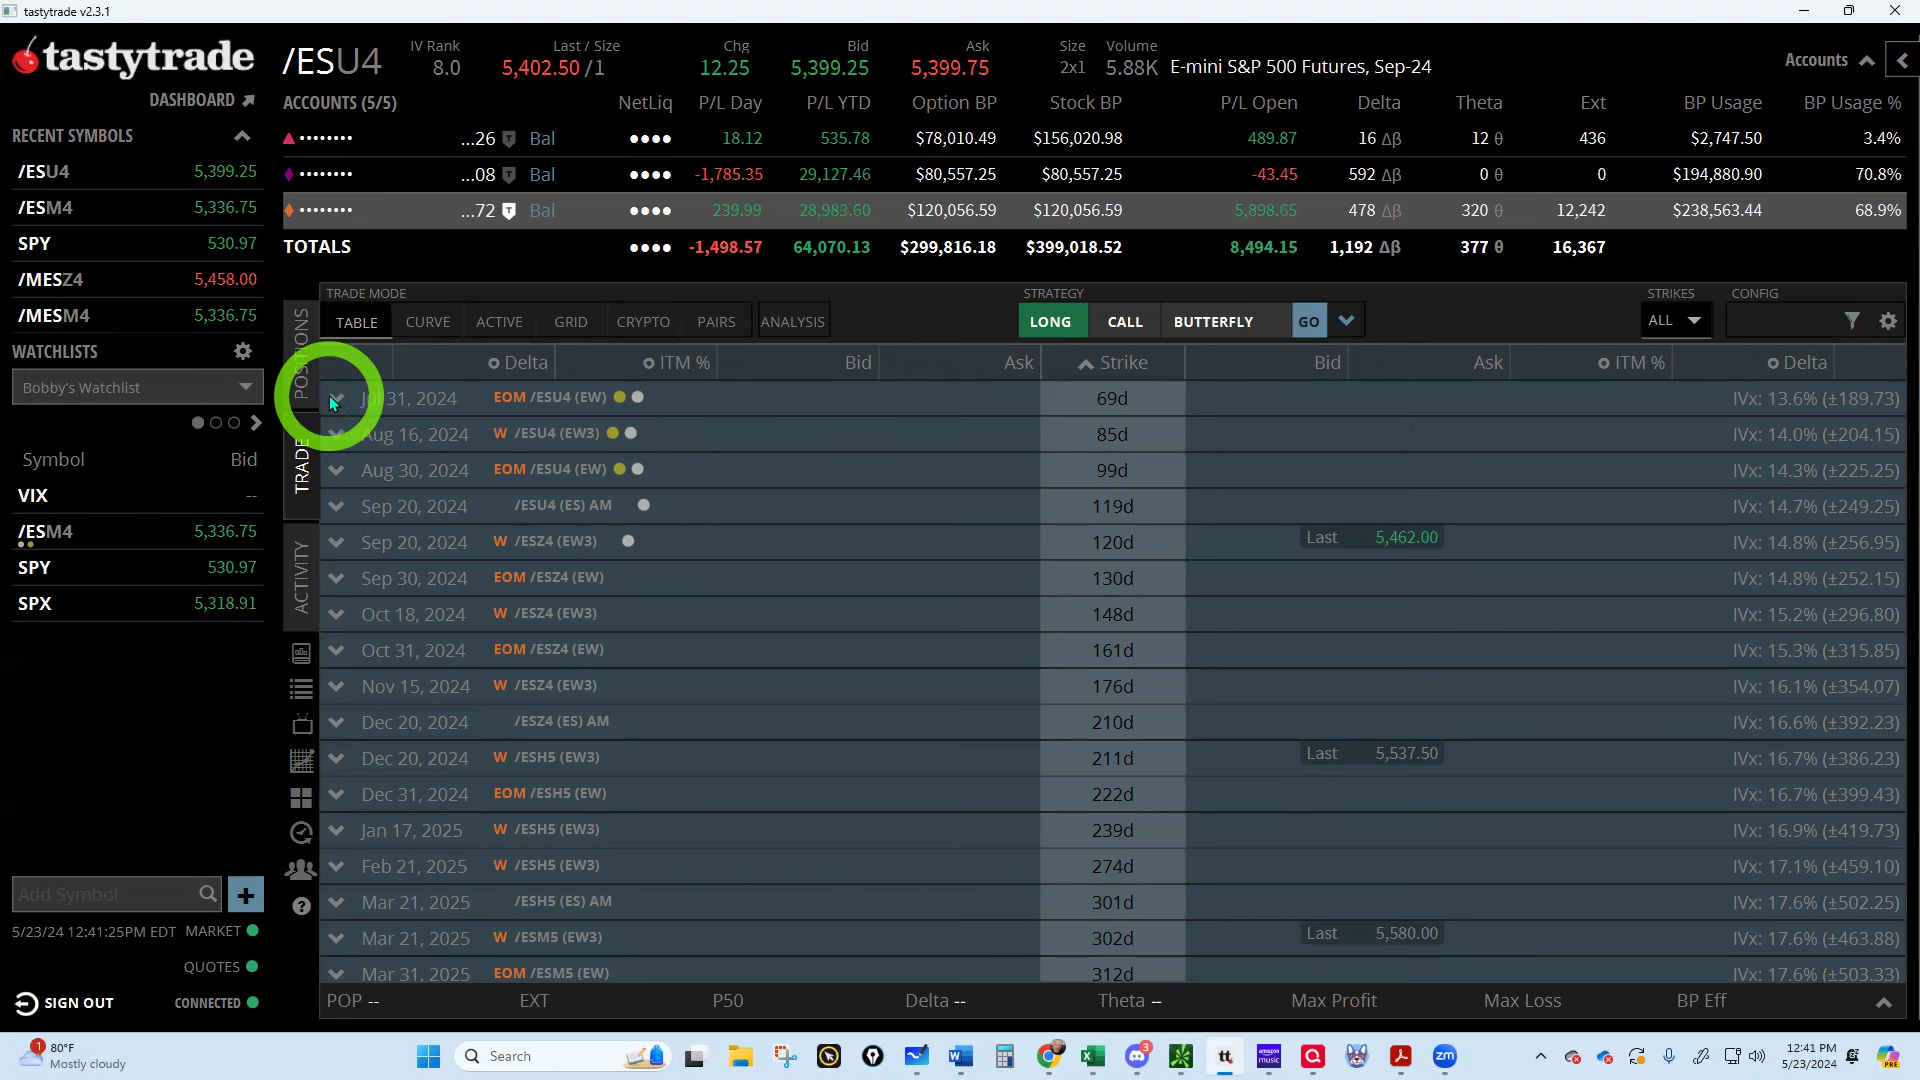 tastytrade v2.3.1
tastytrade
DASHBOARD
/ESU4
IV Rank
8.0
Last / Size
5,402.50 /1
Chg
12.25
Bid
5,399.25
Ask
5,399.75
Size
2x1
Volume
5.88K
E-mini S&P 500 Futures, Sep-24
Accounts
ACCOUNTS (5/5) NetLiq P/L Day P/L YTD Option BP Stock BP P/L Open Delta Theta Ext BP Usage BP Usage %
...26 T Bal 18.12 535.78 $78,010.49 $156,020.98 489.87 16 Δβ 12 θ 436 $2,747.50 3.4%
...08 T Bal -1,785.35 29,127.46 $80,557.25 $80,557.25 -43.45 592 Δβ 0 θ 0 $194,880.90 70.8%
...72 T Bal 239.99 28,983.60 $120,056.59 $120,056.59 5,898.65 478 Δβ 320 θ 12,242 $238,563.44 68.9%
TOTALS -1,498.57 64,070.13 $299,816.18 $399,018.52 8,494.15 1,192 Δβ 377 θ 16,367
RECENT SYMBOLS
/ESU4 5,399.25
/ESM4 5,336.75
SPY 530.97
/MESZ4 5,458.00
/MESM4 5,336.75
WATCHLISTS
Bobby's Watchlist
Symbol Bid
VIX --
/ESM4 5,336.75
SPY 530.97
SPX 5,318.91
Add Symbol
5/23/24 12:41:25PM EDT MARKET
QUOTES
SIGN OUT CONNECTED
POSITIONS
TRADE
ACTIVITY
TRADE MODE
TABLE CURVE ACTIVE GRID CRYPTO PAIRS ANALYSIS
STRATEGY
LONG CALL BUTTERFLY GO
STRIKES
ALL
CONFIG
Delta ITM % Bid Ask Strike Bid Ask ITM % Delta
Jul 31, 2024 EOM /ESU4 (EW) 69d IVx: 13.6% (±189.73)
Aug 16, 2024 W /ESU4 (EW3) 85d IVx: 14.0% (±204.15)
Aug 30, 2024 EOM /ESU4 (EW) 99d IVx: 14.3% (±225.25)
Sep 20, 2024 /ESU4 (ES) AM 119d IVx: 14.7% (±249.25)
Sep 20, 2024 W /ESZ4 (EW3) 120d Last 5,462.00 IVx: 14.8% (±256.95)
Sep 30, 2024 EOM /ESZ4 (EW) 130d IVx: 14.8% (±252.15)
Oct 18, 2024 W /ESZ4 (EW3) 148d IVx: 15.2% (±296.80)
Oct 31, 2024 EOM /ESZ4 (EW) 161d IVx: 15.3% (±315.85)
Nov 15, 2024 W /ESZ4 (EW3) 176d IVx: 16.1% (±354.07)
Dec 20, 2024 /ESZ4 (ES) AM 210d IVx: 16.6% (±392.23)
Dec 20, 2024 W /ESH5 (EW3) 211d Last 5,537.50 IVx: 16.7% (±386.23)
Dec 31, 2024 EOM /ESH5 (EW) 222d IVx: 16.7% (±399.43)
Jan 17, 2025 W /ESH5 (EW3) 239d IVx: 16.9% (±419.73)
Feb 21, 2025 W /ESH5 (EW3) 274d IVx: 17.1% (±459.10)
Mar 21, 2025 /ESH5 (ES) AM 301d IVx: 17.6% (±502.25)
Mar 21, 2025 W /ESM5 (EW3) 302d Last 5,580.00 IVx: 17.6% (±463.88)
Mar 31, 2025 EOM /ESM5 (EW) 312d IVx: 17.6% (±503.33)
POP -- EXT P50 Delta -- Theta -- Max Profit Max Loss BP Eff
1
80°F
Mostly cloudy
Search
3
tt
amazon music
zm
12:41 PM
5/23/2024
PRE